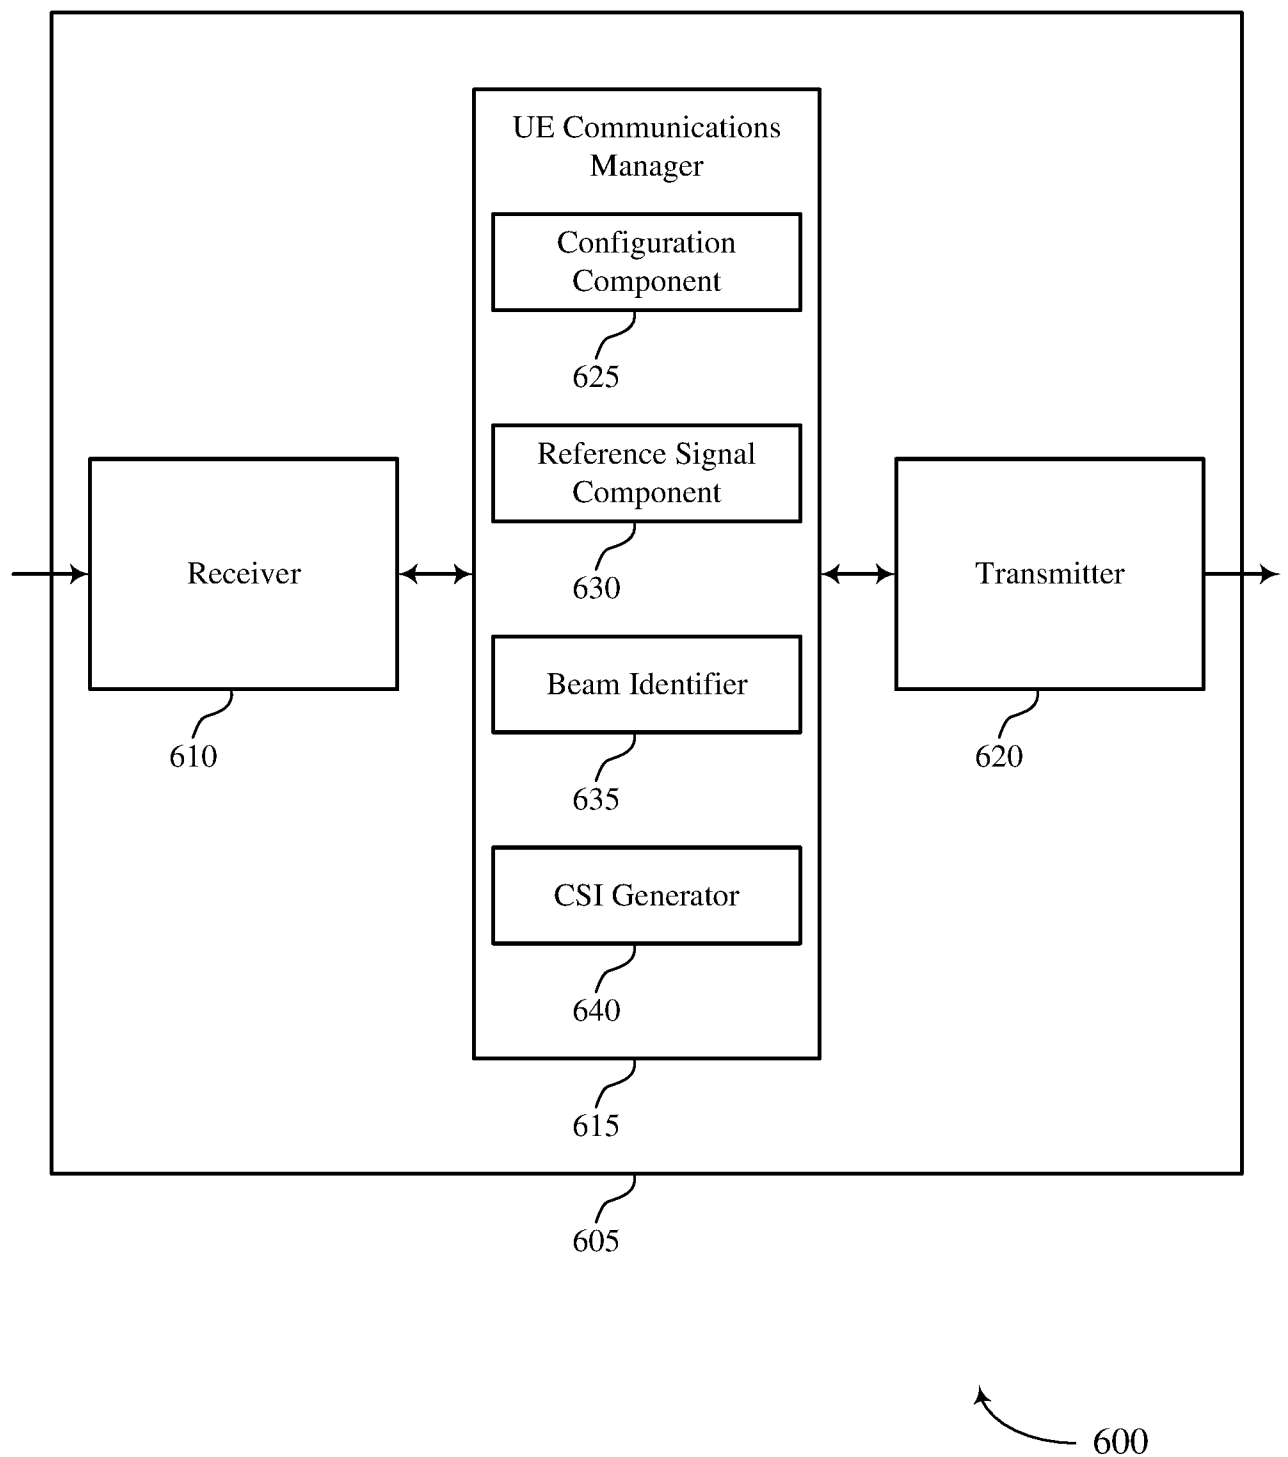 UE Communications
Manager
Configuration
Component
625
Reference Signal
Component
630
Receiver
610
Transmitter
620
Beam Identifier
635
CSI Generator
640
615
605
600